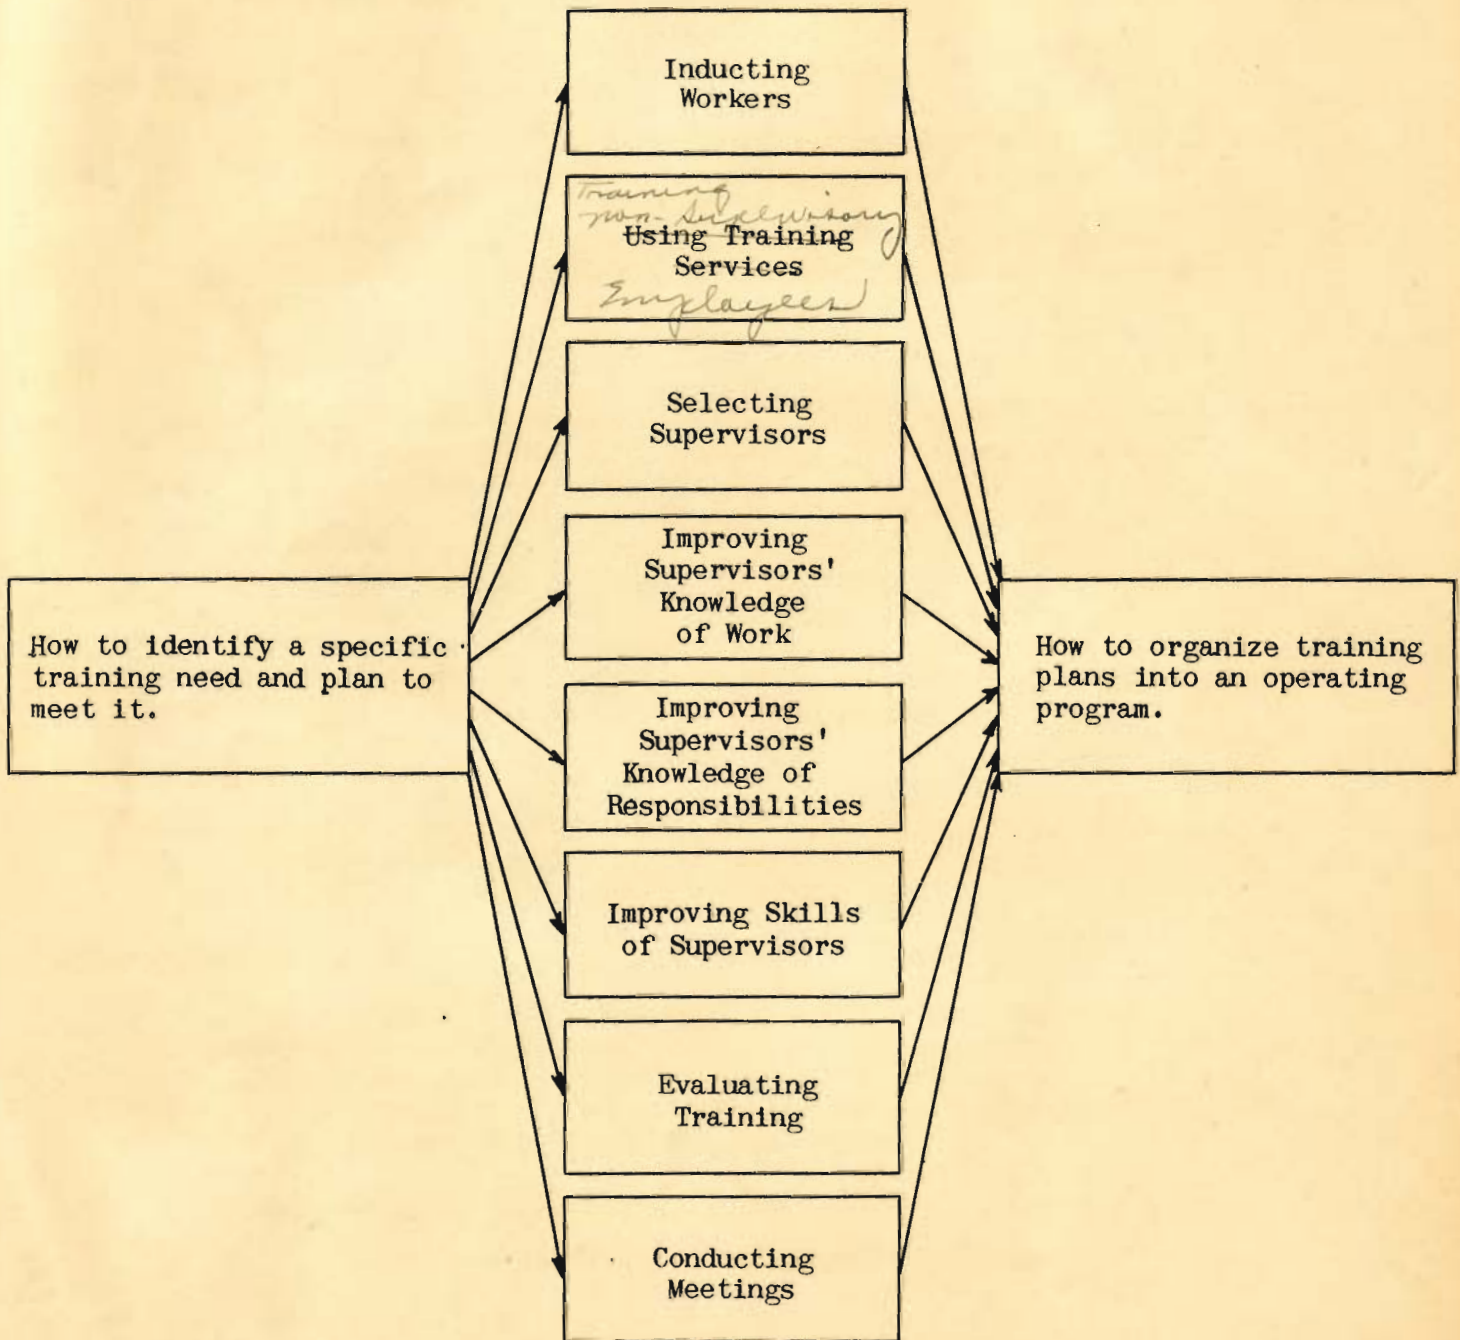 Inducting
Workers
Training
non-Supervisory
Using Training
Services
Employees
Selecting
Supervisors
Improving
Supervisors'
Knowledge
of Work
How to identify a specific
training need and plan to
meet it.
How to organize training
plans into an operating
program.
Improving
Supervisors'
Knowledge of
Responsibilities
Improving Skills
of Supervisors
Evaluating
Training
Conducting
Meetings